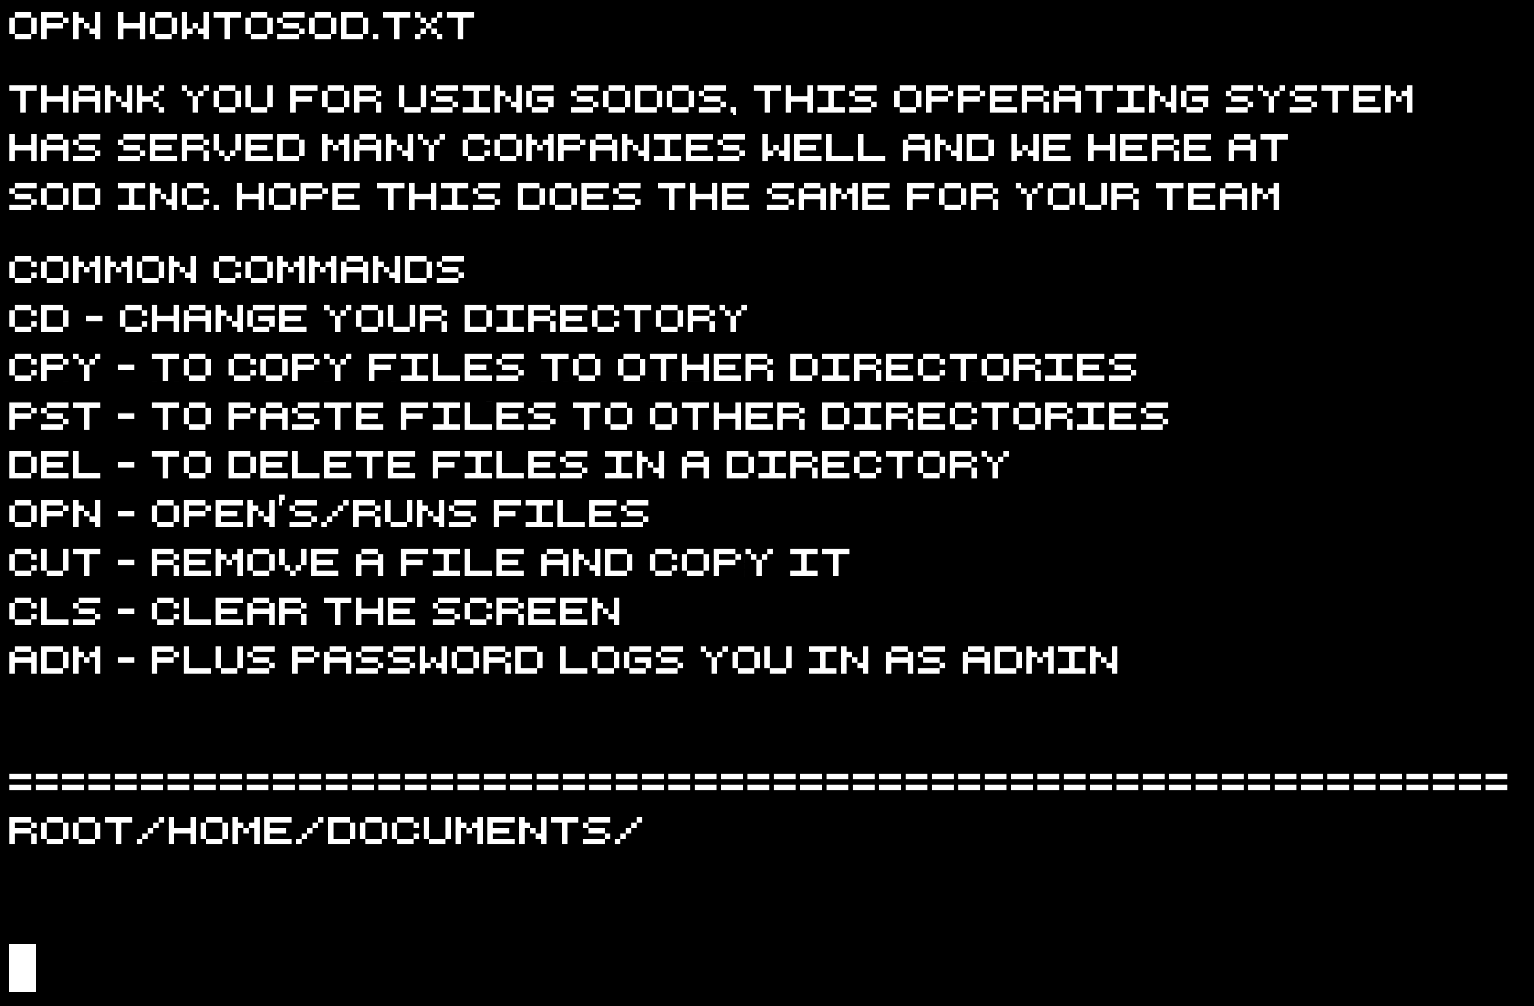 OPN HOWTOSOD.TXT
THANK YOU FOR USING SODOS, THIS OPPERATING SYSTEM
HAS SERVED MANY COMPANIES WELL AND WE HERE AT
SOD INC. HOPE THIS DOES THE SAME FOR YOUR TEAM
COMMON COMMANDS
CD - CHANGE YOUR DIRECTORY
CPY - TO COPY FILES TO OTHER DIRECTORIES
PST - TO PASTE FILES TO OTHER DIRECTORIES
DEL - TO DELETE FILES IN A DIRECTORY
OPN - OPEN'S/RUNS FILES
CUT - REMOVE A FILE AND COPY IT
CLS - CLEAR THE SCREEN
ADM - PLUS PASSWORD LOGS YOU IN AS ADMIN
=========================================================
ROOT/HOME/DOCUMENTS/